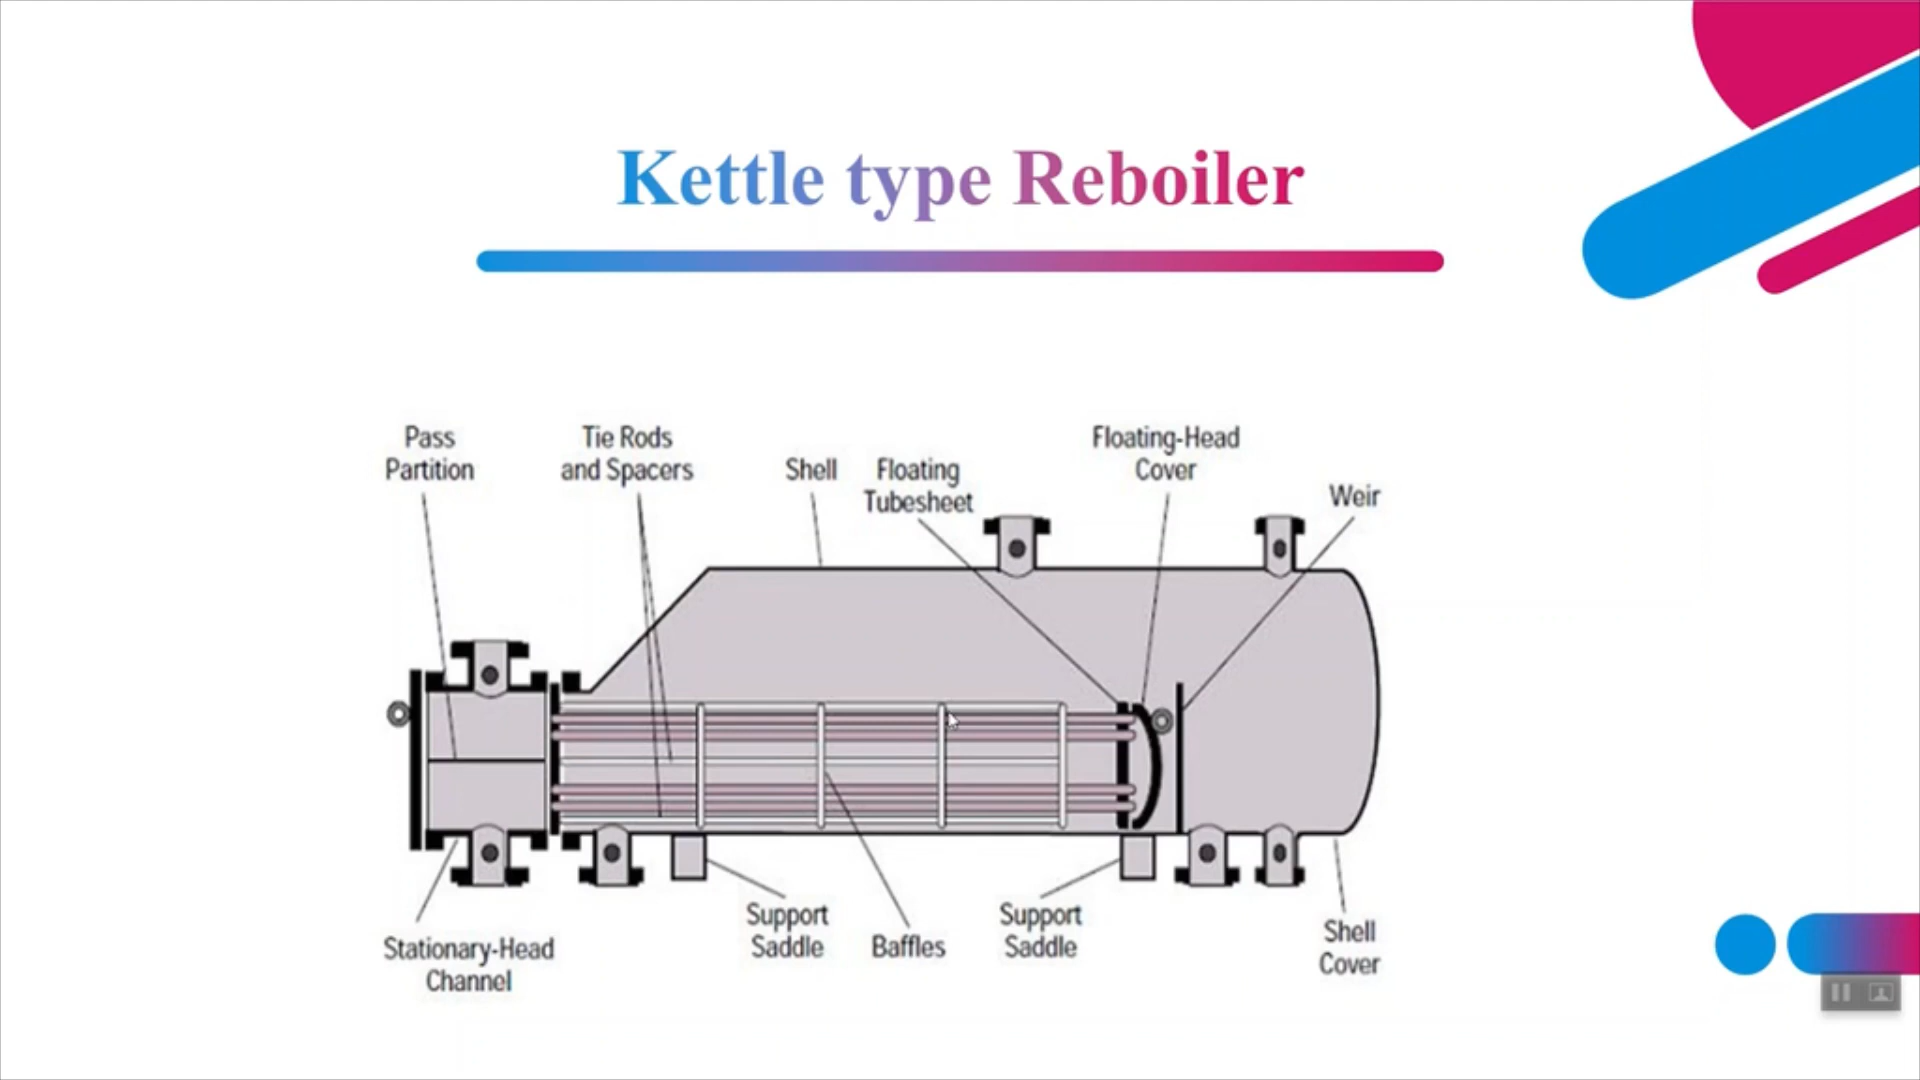 Kettle type Reboiler
Pass
Partition
Tie Rods
and Spacers
Shell
Floating
Tubesheet
Floating-Head
Cover
Weir
Stationary-Head
Channel
Support
Saddle
Baffles
Support
Saddle
Shell
Cover